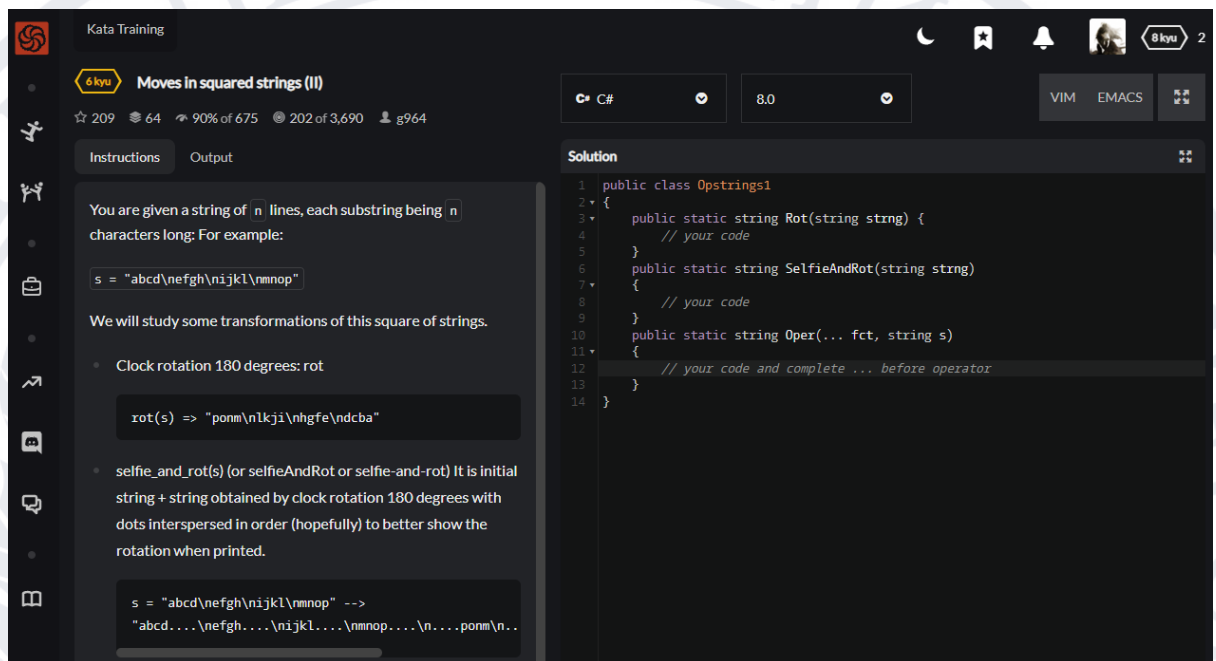 Kata Training
8 kyu 2
6 kyu Moves in squared strings (II)
209 64 90% of 675 202 of 3,690 g964
Instructions Output
You are given a string of n lines, each substring being n
characters long: For example:
s = "abcd\nefgh\nijkl\nmnop"
We will study some transformations of this square of strings.
Clock rotation 180 degrees: rot
rot(s) => "ponm\nlkji\nhgfe\ndcba"
selfie_and_rot(s) (or selfieAndRot or selfie-and-rot) It is initial
string + string obtained by clock rotation 180 degrees with
dots interspersed in order (hopefully) to better show the
rotation when printed.
s = "abcd\nefgh\nijkl\nmnop" -->
"abcd....\nefgh....\nijkl....\nmnop....\n....ponm\n..
C# C# 8.0 VIM EMACS
Solution
1 public class Opstrings1
2 {
3 public static string Rot(string strng) {
4 // your code
5 }
6 public static string SelfieAndRot(string strng)
7 {
8 // your code
9 }
10 public static string Oper(... fct, string s)
11 {
12 // your code and complete ... before operator
13 }
14 }